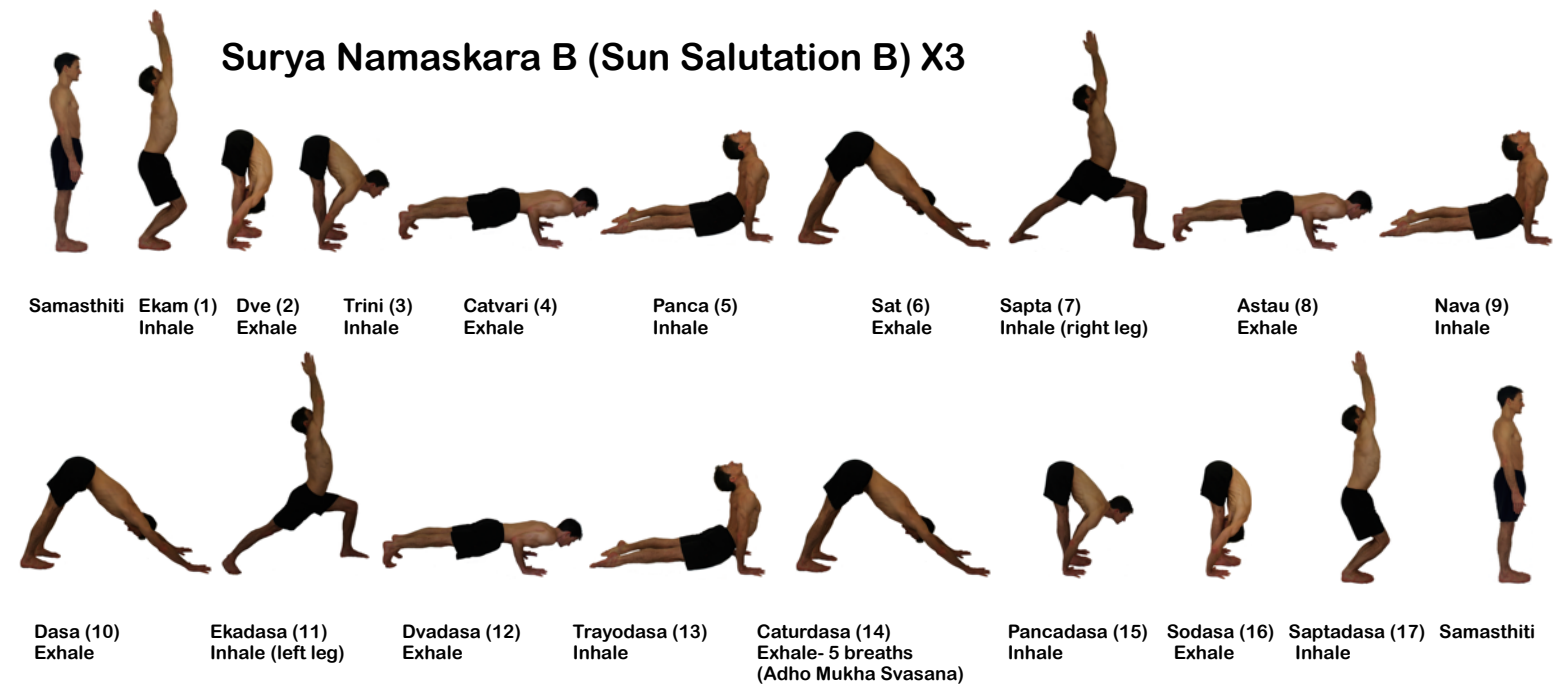 Surya Namaskara B (Sun Salutation B) X3
Samasthiti
Ekam (1)
Inhale
Dve (2)
Exhale
Trini (3)
Inhale
Catvari (4)
Exhale
Panca (5)
Inhale
Sat (6)
Exhale
Sapta (7)
Inhale (right leg)
Astau (8)
Exhale
Nava (9)
Inhale
Dasa (10)
Exhale
Ekadasa (11)
Inhale (left leg)
Dvadasa (12)
Exhale
Trayodasa (13)
Inhale
Caturdasa (14)
Exhale- 5 breaths
(Adho Mukha Svasana)
Pancadasa (15)
Inhale
Sodasa (16)
Exhale
Saptadasa (17)
Inhale
Samasthiti